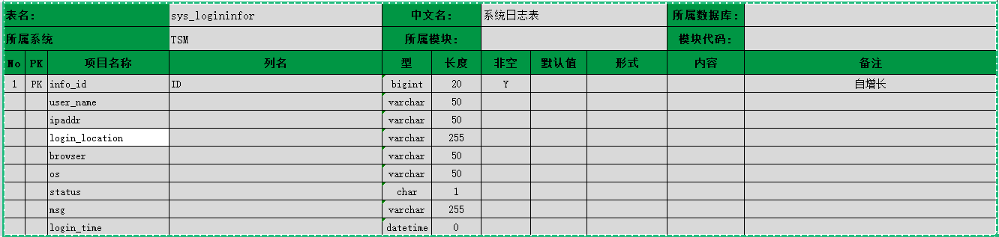 表名: sys_logininfor 中文名: 系统日志表 所属数据库:
所属系统 TSM 所属模块: 模块代码:
No PK 项目名称 列名 型 长度 非空 默认值 形式 内容 备注
1 PK info_id ID bigint 20 Y 自增长
user_name varchar 50
ipaddr varchar 50
login_location varchar 255
browser varchar 50
os varchar 50
status char 1
msg varchar 255
login_time datetime 0